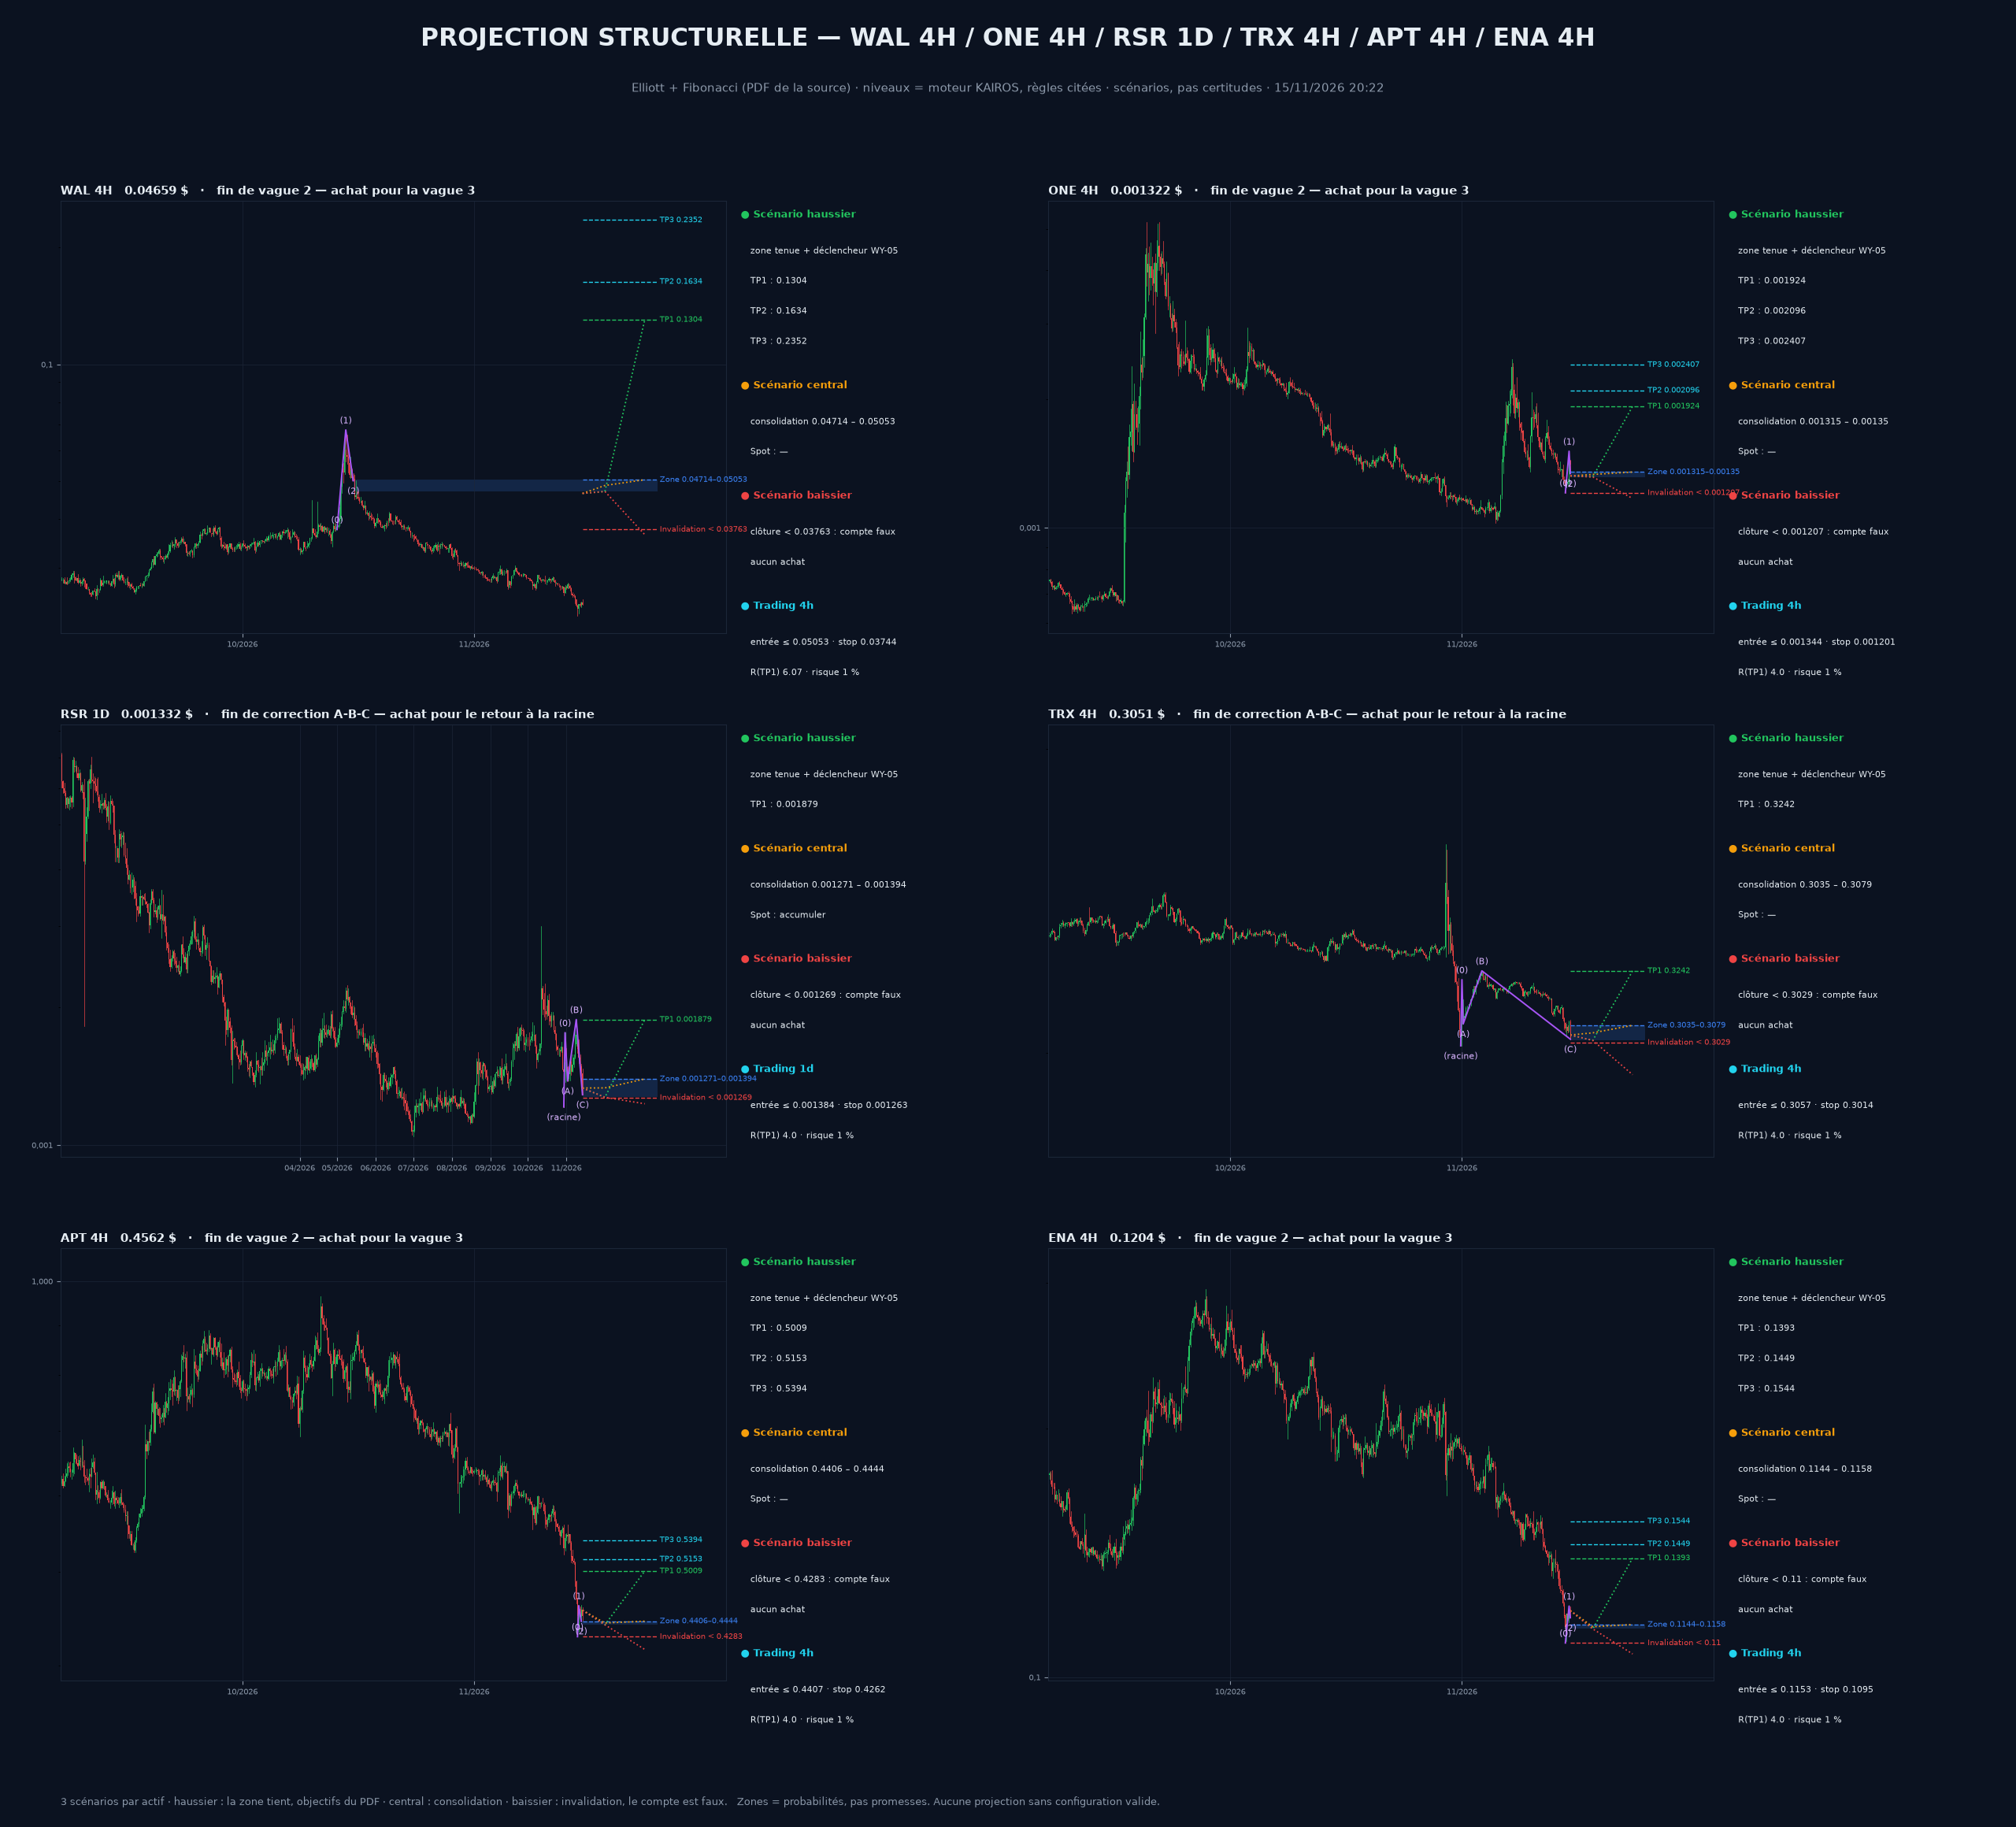 PROJECTION STRUCTURELLE — WAL 4H / ONE 4H / RSR 1D / TRX 4H / APT 4H / ENA 4H
Elliott + Fibonacci (PDF de la source) · niveaux = moteur KAIROS, règles citées · scénarios, pas certitudes · 15/11/2026 20:22
WAL 4H 0.04659 $ · fin de vague 2 — achat pour la vague 3
TP3 0.2352
TP2 0.1634
TP1 0.1304
0,1
(1)
Zone 0.04714–0.05053
(2)
(0)
Invalidation < 0.03763
10/2026
11/2026
Scénario haussier
zone tenue + déclencheur WY-05
TP1 : 0.1304
TP2 : 0.1634
TP3 : 0.2352
Scénario central
consolidation 0.04714 – 0.05053
Spot : —
Scénario baissier
clôture < 0.03763 : compte faux
aucun achat
Trading 4h
entrée ≤ 0.05053 · stop 0.03744
R(TP1) 6.07 · risque 1 %
ONE 4H 0.001322 $ · fin de vague 2 — achat pour la vague 3
TP3 0.002407
TP2 0.002096
TP1 0.001924
(1)
Zone 0.001315–0.00135
(0)
(2)
Invalidation < 0.001207
0,001
10/2026
11/2026
Scénario haussier
zone tenue + déclencheur WY-05
TP1 : 0.001924
TP2 : 0.002096
TP3 : 0.002407
Scénario central
consolidation 0.001315 – 0.00135
Spot : —
Scénario baissier
clôture < 0.001207 : compte faux
aucun achat
Trading 4h
entrée ≤ 0.001344 · stop 0.001201
R(TP1) 4.0 · risque 1 %
RSR 1D 0.001332 $ · fin de correction A-B-C — achat pour le retour à la racine
(B)
(0)
TP1 0.001879
Zone 0.001271–0.001394
(A)
Invalidation < 0.001269
(C)
(racine)
0,001
04/2026
05/2026
06/2026
07/2026
08/2026
09/2026
10/2026
11/2026
Scénario haussier
zone tenue + déclencheur WY-05
TP1 : 0.001879
Scénario central
consolidation 0.001271 – 0.001394
Spot : accumuler
Scénario baissier
clôture < 0.001269 : compte faux
aucun achat
Trading 1d
entrée ≤ 0.001384 · stop 0.001263
R(TP1) 4.0 · risque 1 %
TRX 4H 0.3051 $ · fin de correction A-B-C — achat pour le retour à la racine
(B)
(0)
TP1 0.3242
Zone 0.3035–0.3079
(A)
Invalidation < 0.3029
(C)
(racine)
10/2026
11/2026
Scénario haussier
zone tenue + déclencheur WY-05
TP1 : 0.3242
Scénario central
consolidation 0.3035 – 0.3079
Spot : —
Scénario baissier
clôture < 0.3029 : compte faux
aucun achat
Trading 4h
entrée ≤ 0.3057 · stop 0.3014
R(TP1) 4.0 · risque 1 %
APT 4H 0.4562 $ · fin de vague 2 — achat pour la vague 3
1,000
TP3 0.5394
TP2 0.5153
TP1 0.5009
(1)
Zone 0.4406–0.4444
(0)
(2)
Invalidation < 0.4283
10/2026
11/2026
Scénario haussier
zone tenue + déclencheur WY-05
TP1 : 0.5009
TP2 : 0.5153
TP3 : 0.5394
Scénario central
consolidation 0.4406 – 0.4444
Spot : —
Scénario baissier
clôture < 0.4283 : compte faux
aucun achat
Trading 4h
entrée ≤ 0.4407 · stop 0.4262
R(TP1) 4.0 · risque 1 %
ENA 4H 0.1204 $ · fin de vague 2 — achat pour la vague 3
TP3 0.1544
TP2 0.1449
TP1 0.1393
(1)
Zone 0.1144–0.1158
(2)
(0)
Invalidation < 0.11
0,1
10/2026
11/2026
Scénario haussier
zone tenue + déclencheur WY-05
TP1 : 0.1393
TP2 : 0.1449
TP3 : 0.1544
Scénario central
consolidation 0.1144 – 0.1158
Spot : —
Scénario baissier
clôture < 0.11 : compte faux
aucun achat
Trading 4h
entrée ≤ 0.1153 · stop 0.1095
R(TP1) 4.0 · risque 1 %
3 scénarios par actif · haussier : la zone tient, objectifs du PDF · central : consolidation · baissier : invalidation, le compte est faux. Zones = probabilités, pas promesses. Aucune projection sans configuration valide.